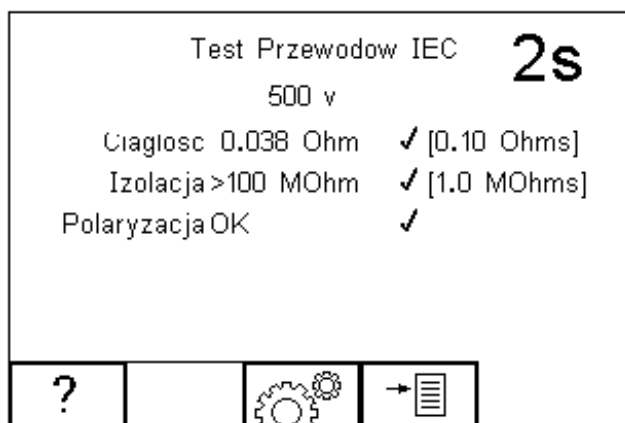 Test Przewodow IEC
2s
500 v
Ciaglosc 0.038 Ohm ✓ [0.10 Ohms]
Izolacja >100 MOhm ✓ [1.0 MOhms]
Polaryzacja OK ✓
?